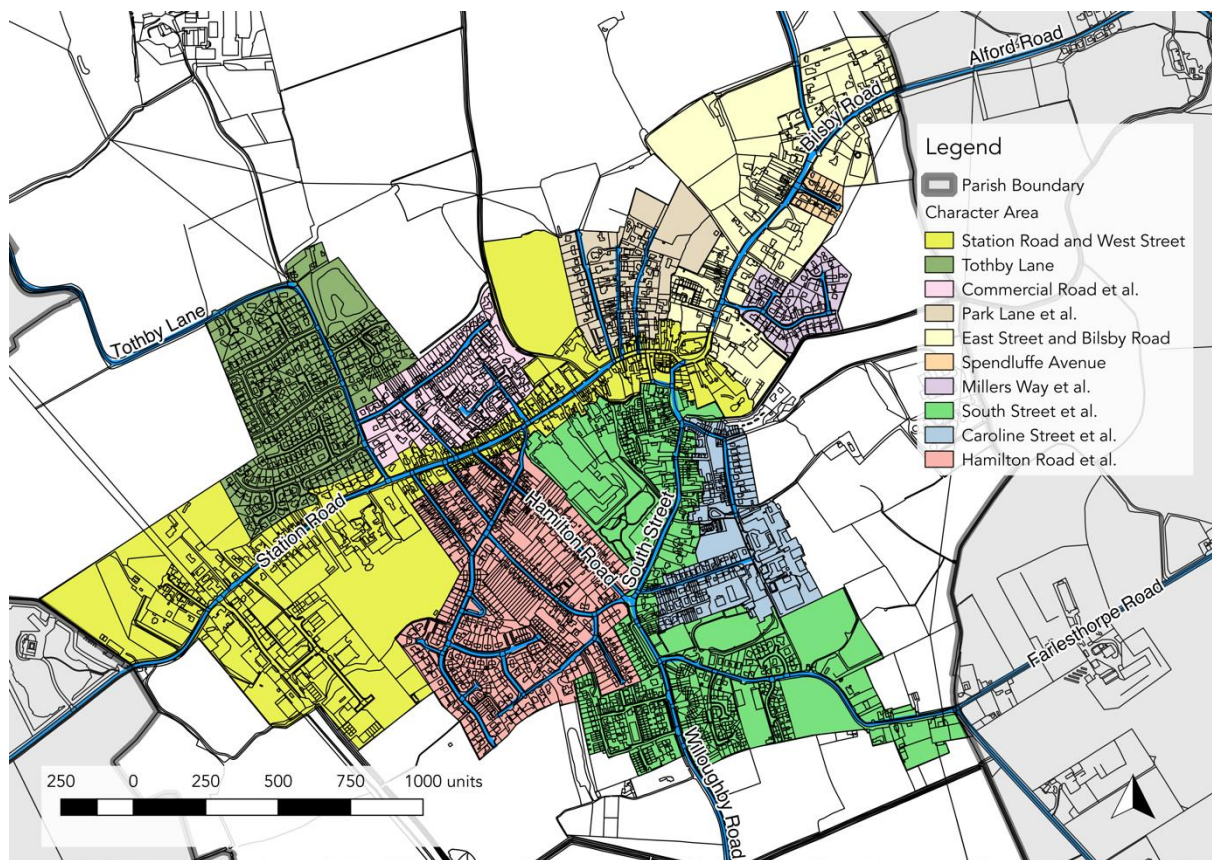 Alford Road
Bilsby Road
Legend
Parish Boundary
Character Area
Station Road and West Street
Tothby Lane
Commercial Road et al.
Park Lane et al.
East Street and Bilsby Road
Spendluffe Avenue
Millers Way et al.
South Street et al.
Caroline Street et al.
Hamilton Road et al.
Tothby Lane
Station Road
Hamilton Road
South Street
Farlesthorpe Road
Willoughby Road
250 0 250 500 750 1000 units